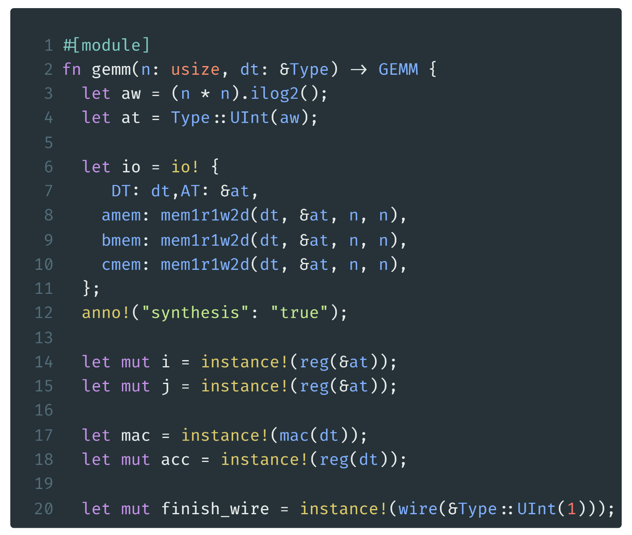 1 #[module]
2 fn gemm(n: usize, dt: &Type) -> GEMM {
3 let aw = (n * n).ilog2();
4 let at = Type::UInt(aw);
5
6 let io = io! {
7 DT: dt,AT: &at,
8 amem: mem1r1w2d(dt, &at, n, n),
9 bmem: mem1r1w2d(dt, &at, n, n),
10 cmem: mem1r1w2d(dt, &at, n, n),
11 };
12 anno!("synthesis": "true");
13
14 let mut i = instance!(reg(&at));
15 let mut j = instance!(reg(&at));
16
17 let mac = instance!(mac(dt));
18 let mut acc = instance!(reg(dt));
19
20 let mut finish_wire = instance!(wire(&Type::UInt(1)));